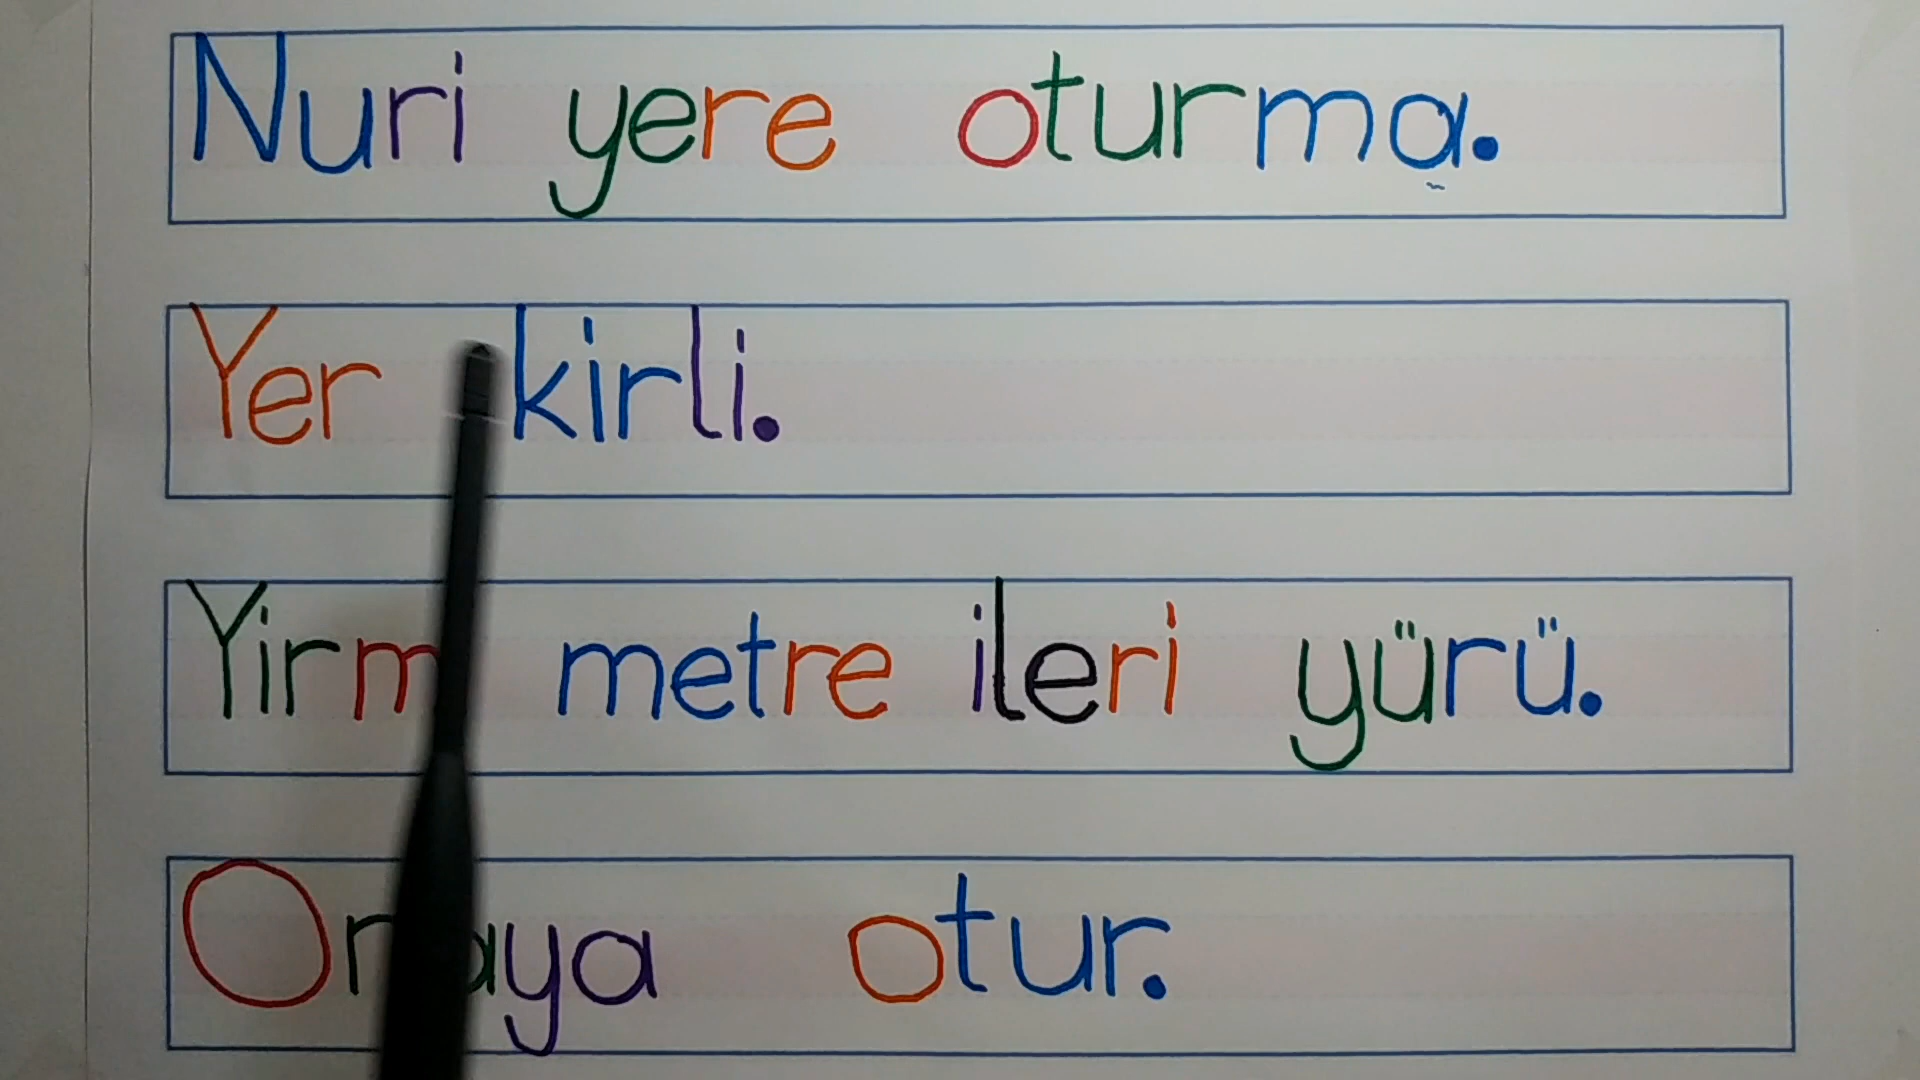 Nuri yere oturma.
Yer kirli.
metre ileri yürü.
otur.